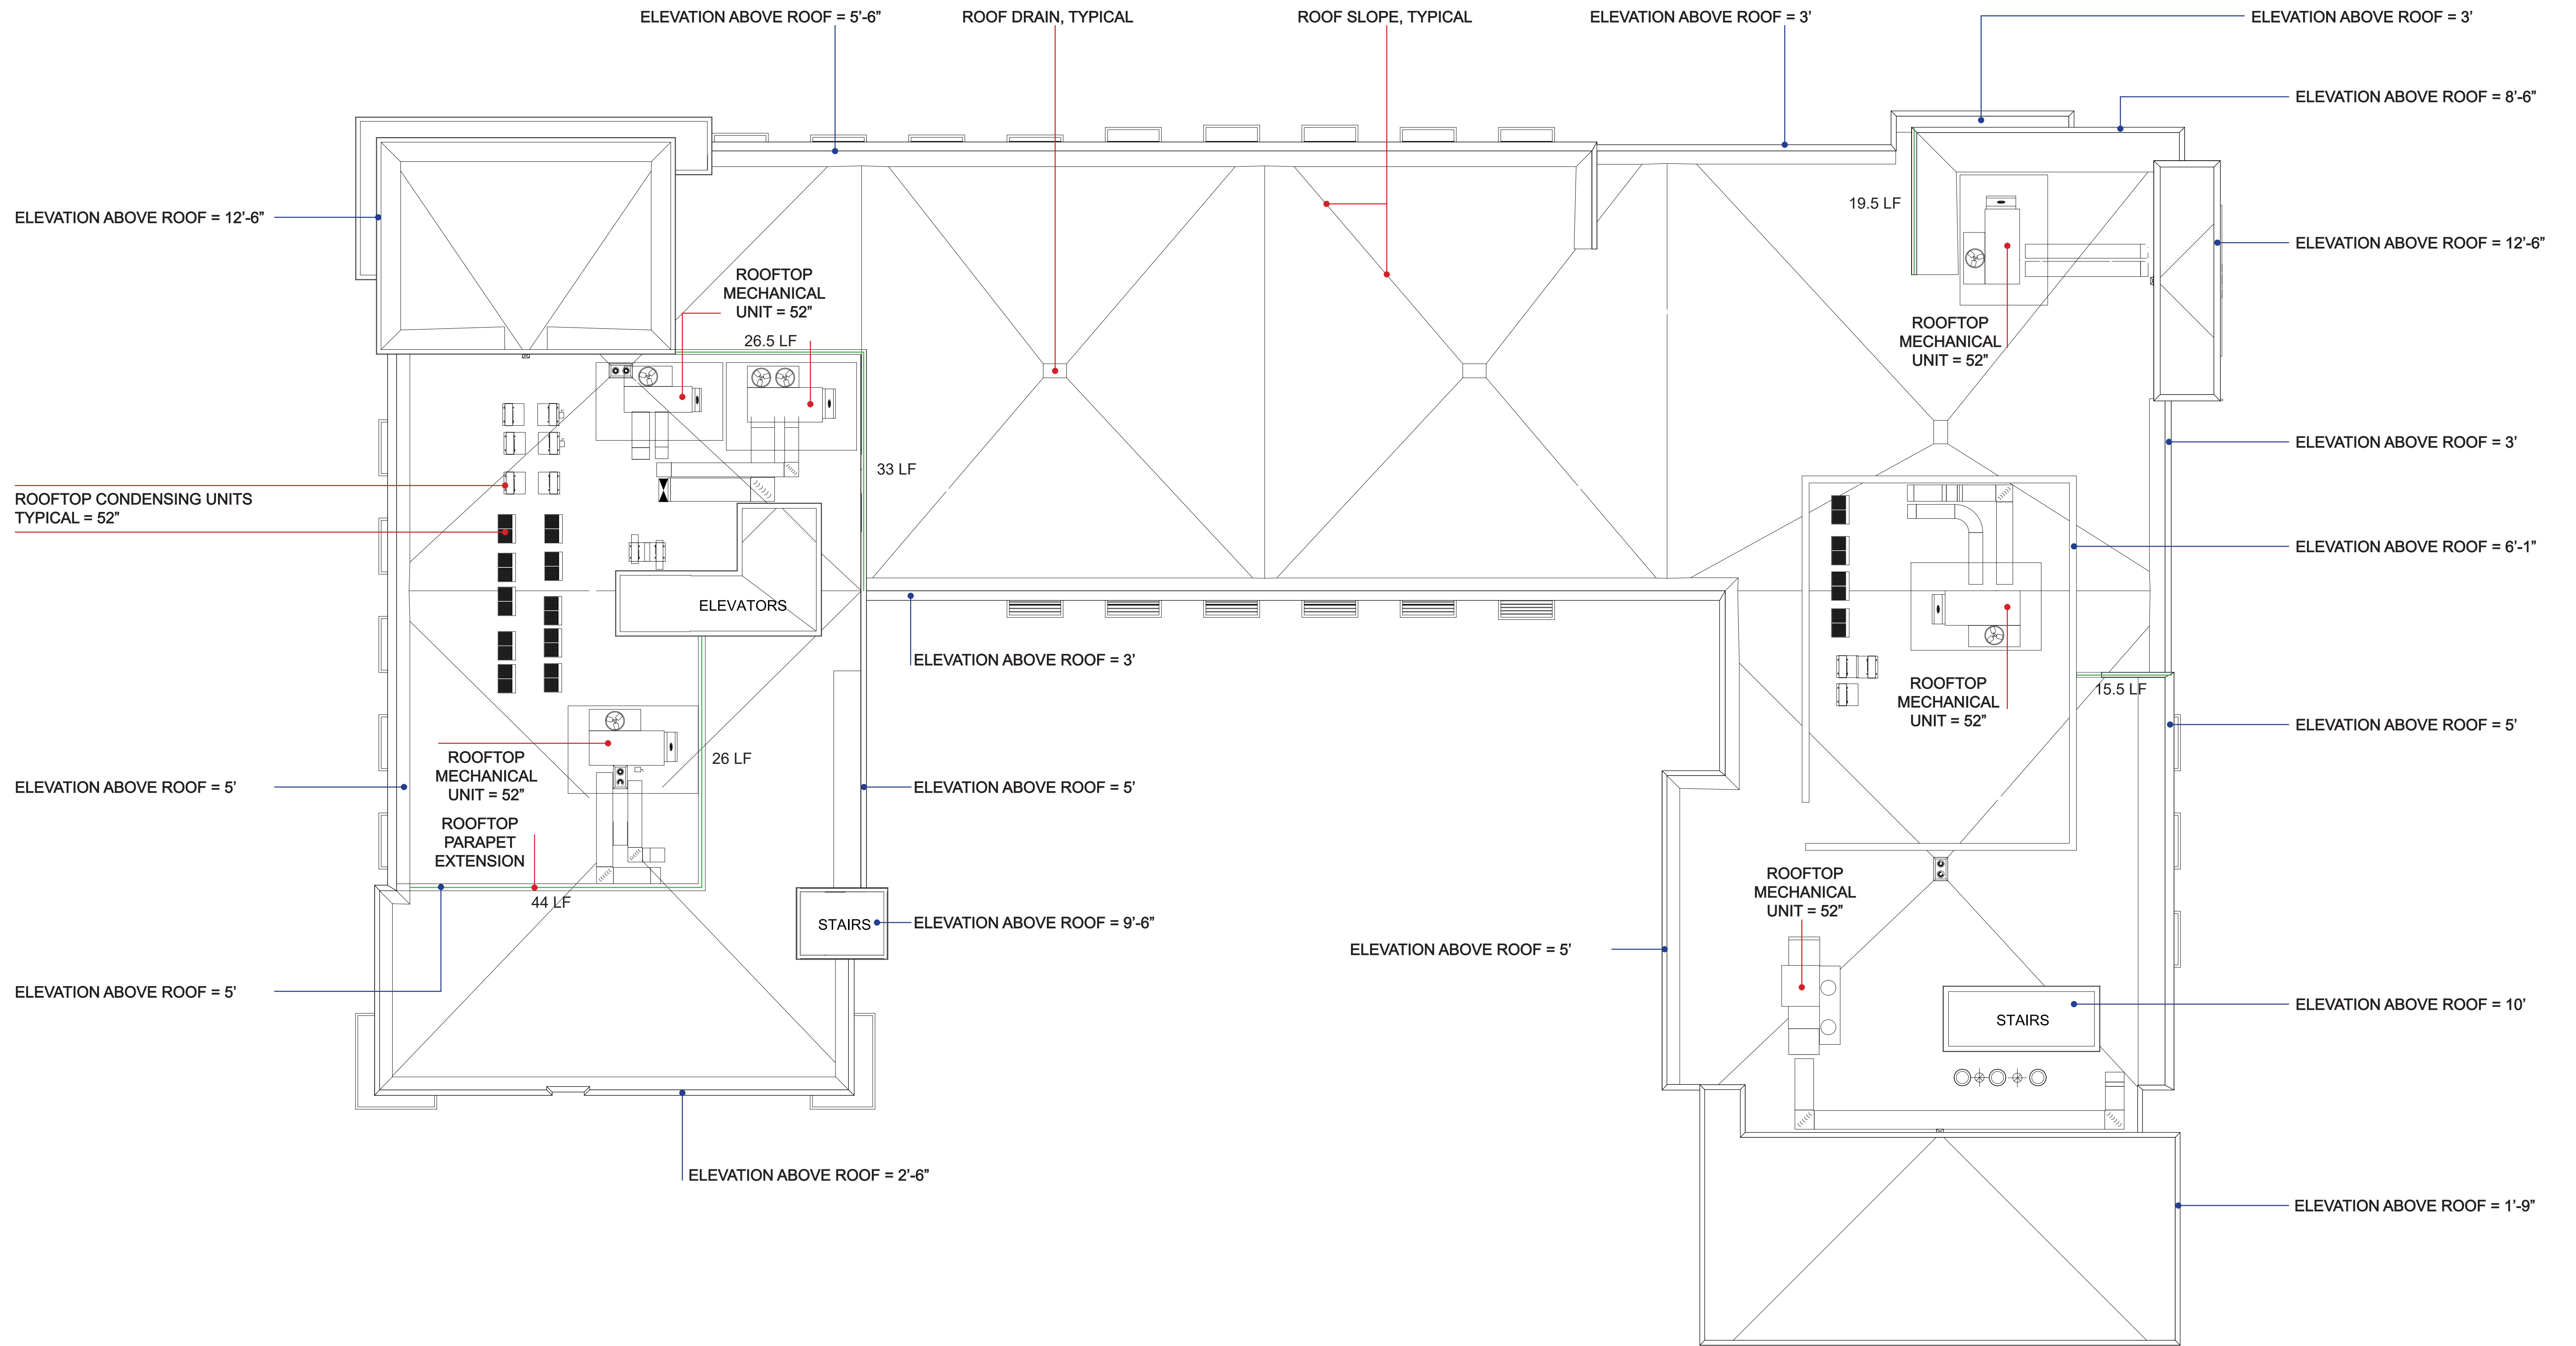 ELEVATION ABOVE ROOF = 5’-6”
ROOF DRAIN, TYPICAL
ROOF SLOPE, TYPICAL
ELEVATION ABOVE ROOF = 3’
ELEVATION ABOVE ROOF = 3’
ELEVATION ABOVE ROOF = 8’-6”
19.5 LF
ELEVATION ABOVE ROOF = 12’-6”
ELEVATION ABOVE ROOF = 12’-6”
ROOFTOP
MECHANICAL
UNIT = 52”
26.5 LF
ROOFTOP
MECHANICAL
UNIT = 52”
ELEVATION ABOVE ROOF = 3’
33 LF
ROOFTOP CONDENSING UNITS
TYPICAL = 52”
ELEVATION ABOVE ROOF = 6’-1”
ELEVATORS
ELEVATION ABOVE ROOF = 3’
ROOFTOP
MECHANICAL
UNIT = 52”
15.5 LF
ELEVATION ABOVE ROOF = 5’
26 LF
ROOFTOP
MECHANICAL
UNIT = 52”
ELEVATION ABOVE ROOF = 5’
ELEVATION ABOVE ROOF = 5’
ROOFTOP
PARAPET
EXTENSION
44 LF
ROOFTOP
MECHANICAL
UNIT = 52”
STAIRS
ELEVATION ABOVE ROOF = 9’-6”
ELEVATION ABOVE ROOF = 5’
ELEVATION ABOVE ROOF = 5’
ELEVATION ABOVE ROOF = 10’
STAIRS
ELEVATION ABOVE ROOF = 2’-6”
ELEVATION ABOVE ROOF = 1’-9”